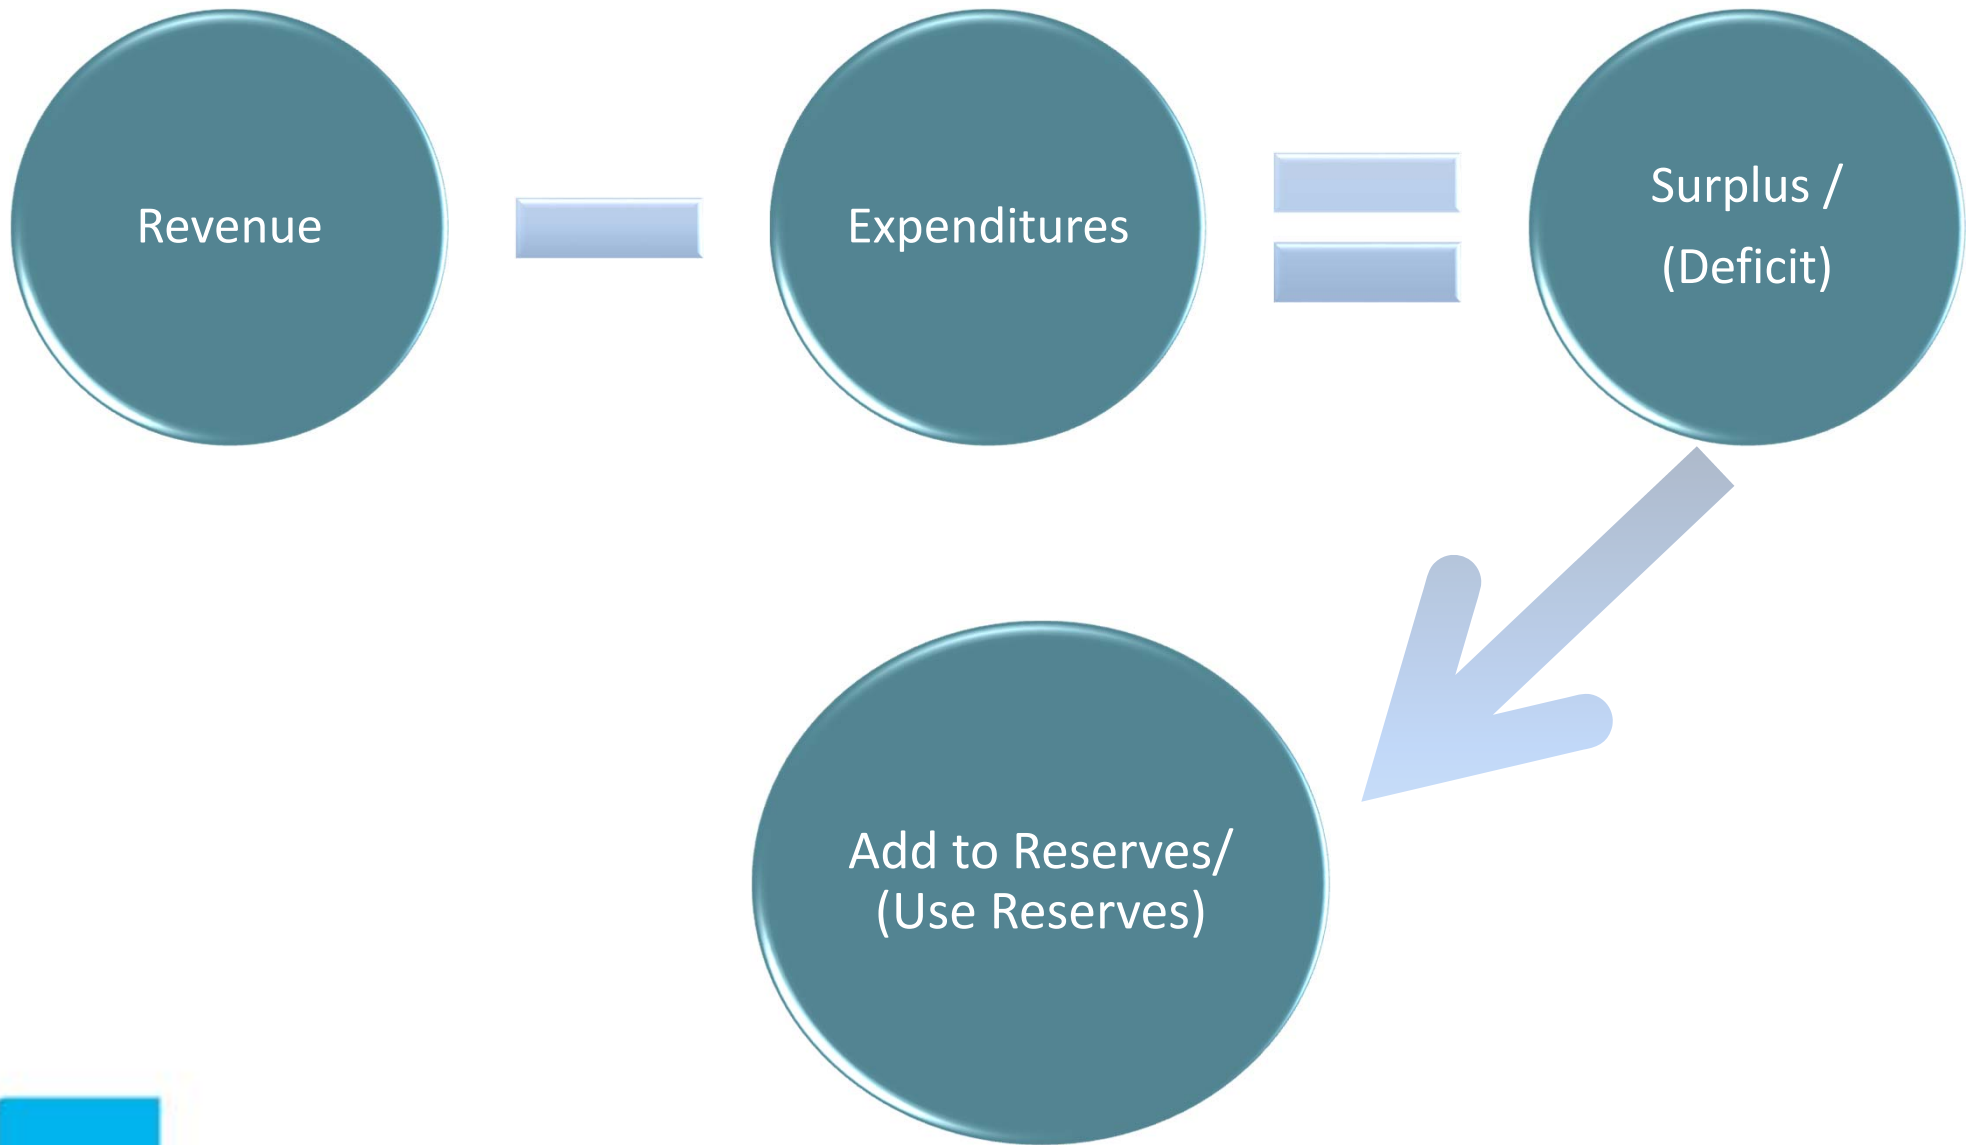 Revenue
Expenditures
Surplus /
(Deficit)
Add to Reserves/
(Use Reserves)